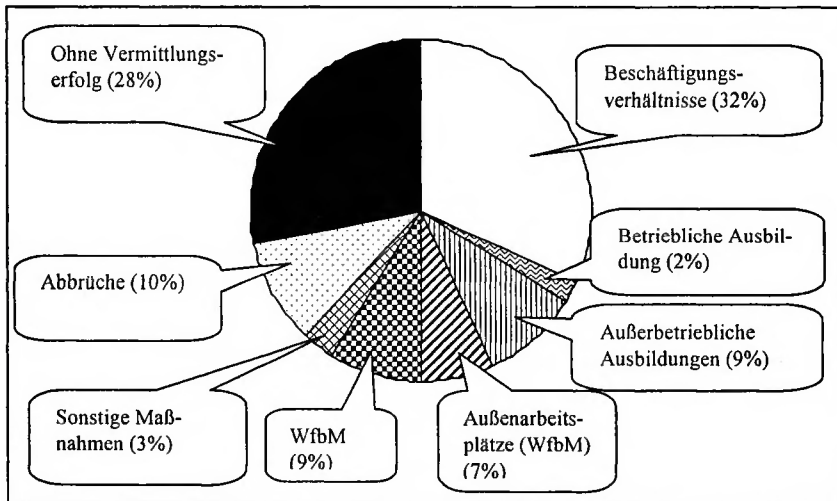 Ohne Vermittlungs-
erfolg (28%)
Beschäftigungs-
verhältnisse (32%)
Betriebliche Ausbil-
dung (2%)
Außerbetriebliche
Ausbildungen (9%)
Außenarbeits-
plätze (WfbM)
(7%)
WfbM
(9%)
Sonstige Maß-
nahmen (3%)
Abbrüche (10%)